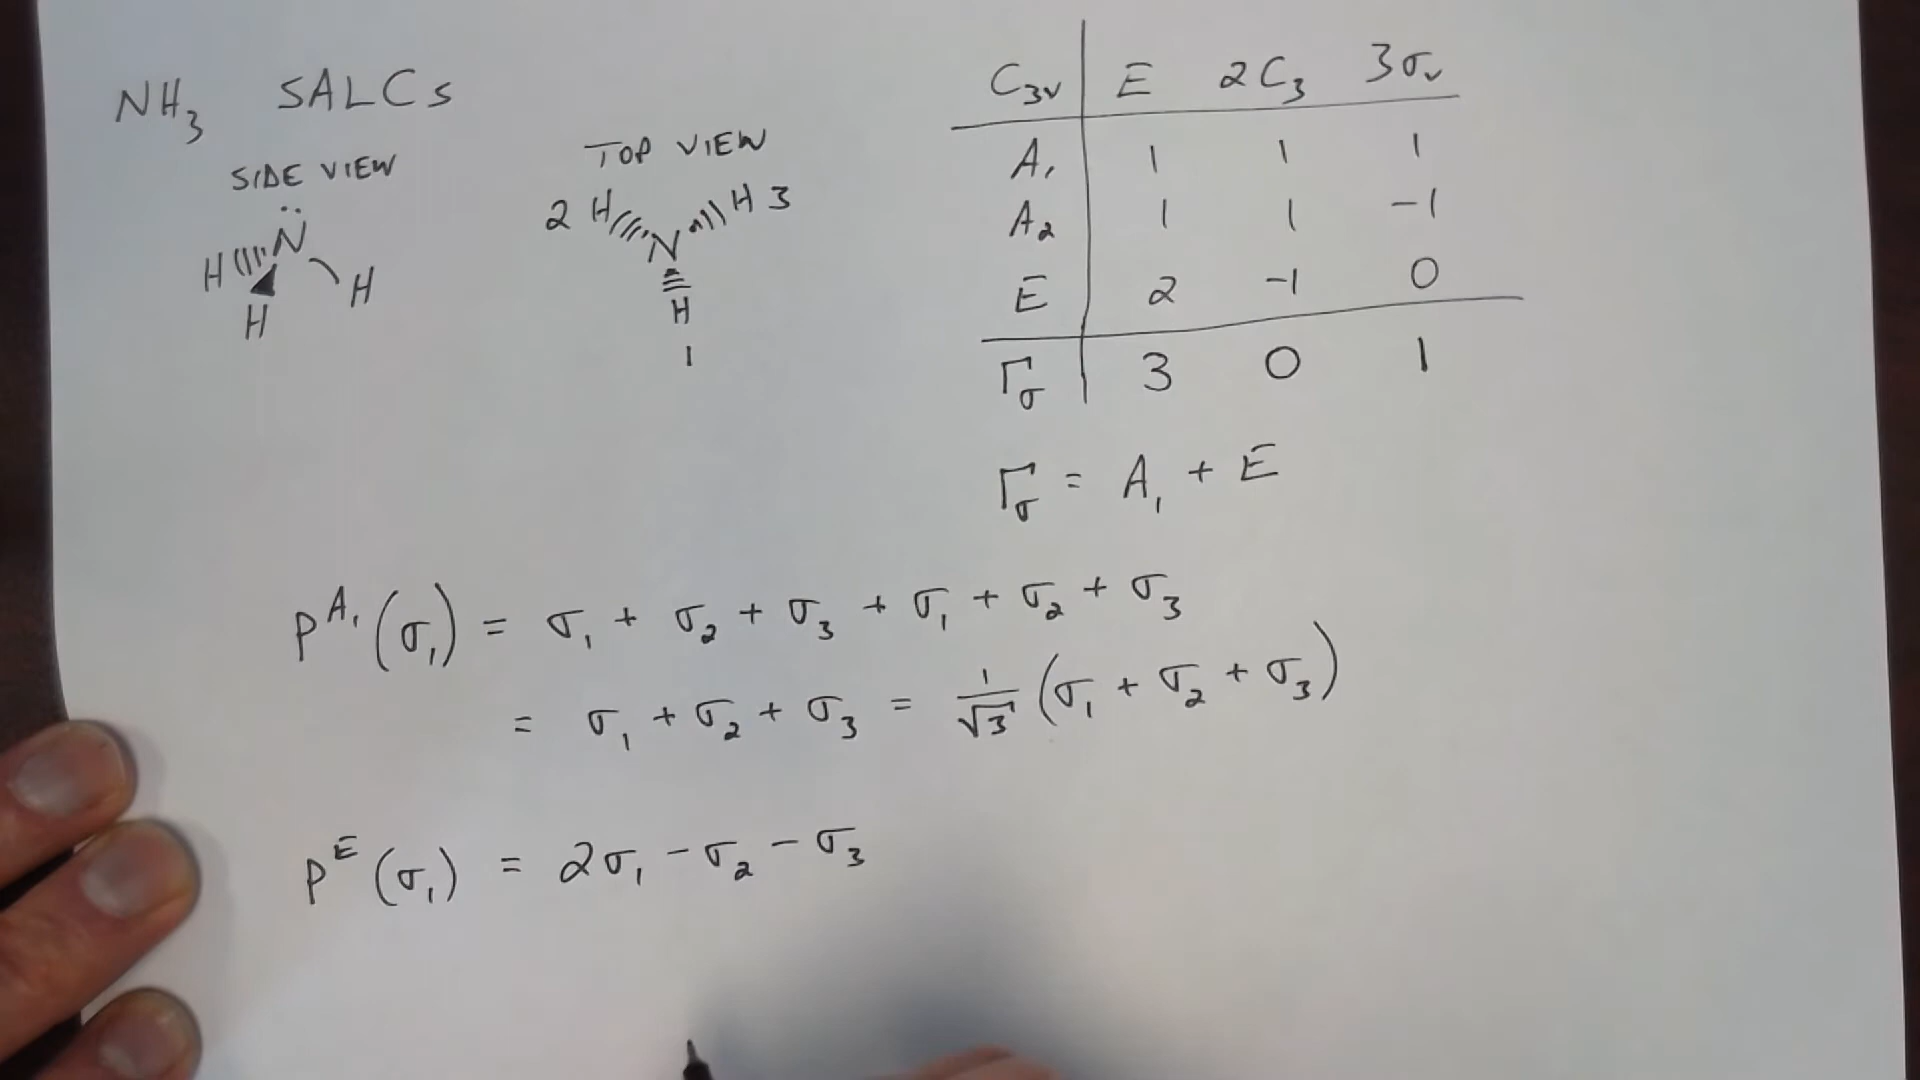 NH₃ SALCs
SIDE VIEW
N
H H
H
TOP VIEW
2 H H 3
N
H
1
C₃ᵥ E 2C₃ 3σᵥ
A₁ 1 1 1
A₂ 1 1 -1
E 2 -1 0
Γσ 3 0 1
Γσ = A₁ + E
P^A₁(σ₁) = σ₁ + σ₂ + σ₃ + σ₁ + σ₂ + σ₃
= σ₁ + σ₂ + σ₃ = 1/√3 (σ₁ + σ₂ + σ₃)
P^E(σ₁) = 2σ₁ - σ₂ - σ₃